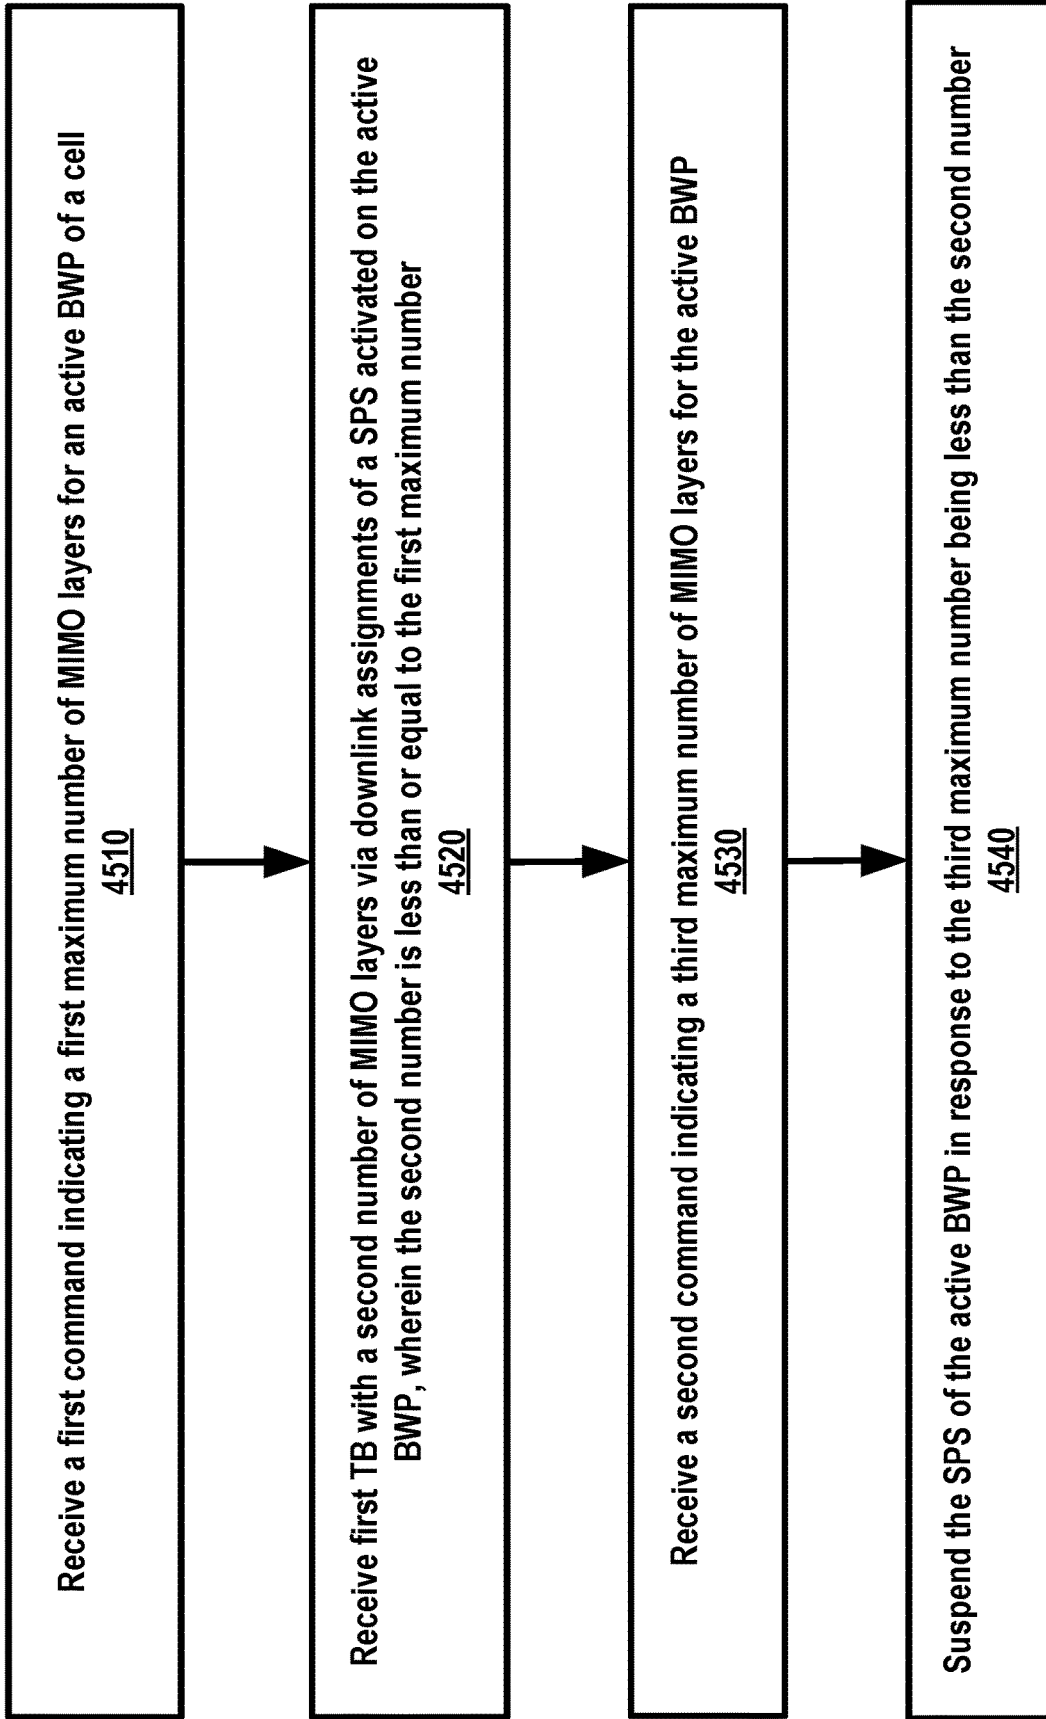 Receive a first command indicating a first maximum number of MIMO layers for an active BWP of a cell
4510
Receive first TB with a second number of MIMO layers via downlink assignments of a SPS activated on the active
BWP, wherein the second number is less than or equal to the first maximum number
4520
Receive a second command indicating a third maximum number of MIMO layers for the active BWP
4530
Suspend the SPS of the active BWP in response to the third maximum number being less than the second number
4540